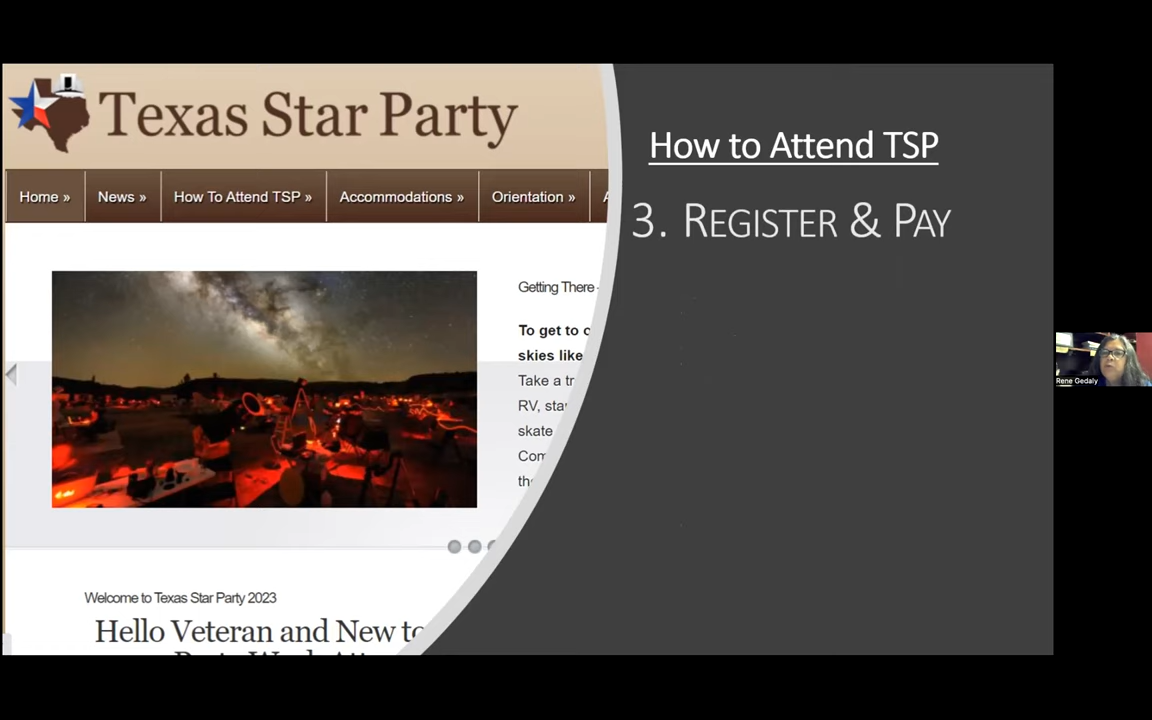 Texas Star Party
Home »
News »
How To Attend TSP »
Accommodations »
Orientation »
Getting There
To get to
skies like
Take a
RV,
skate
Welcome to Texas Star Party 2023
Hello Veteran and New
How to Attend TSP
3. REGISTER & PAY
Rene Gedaly